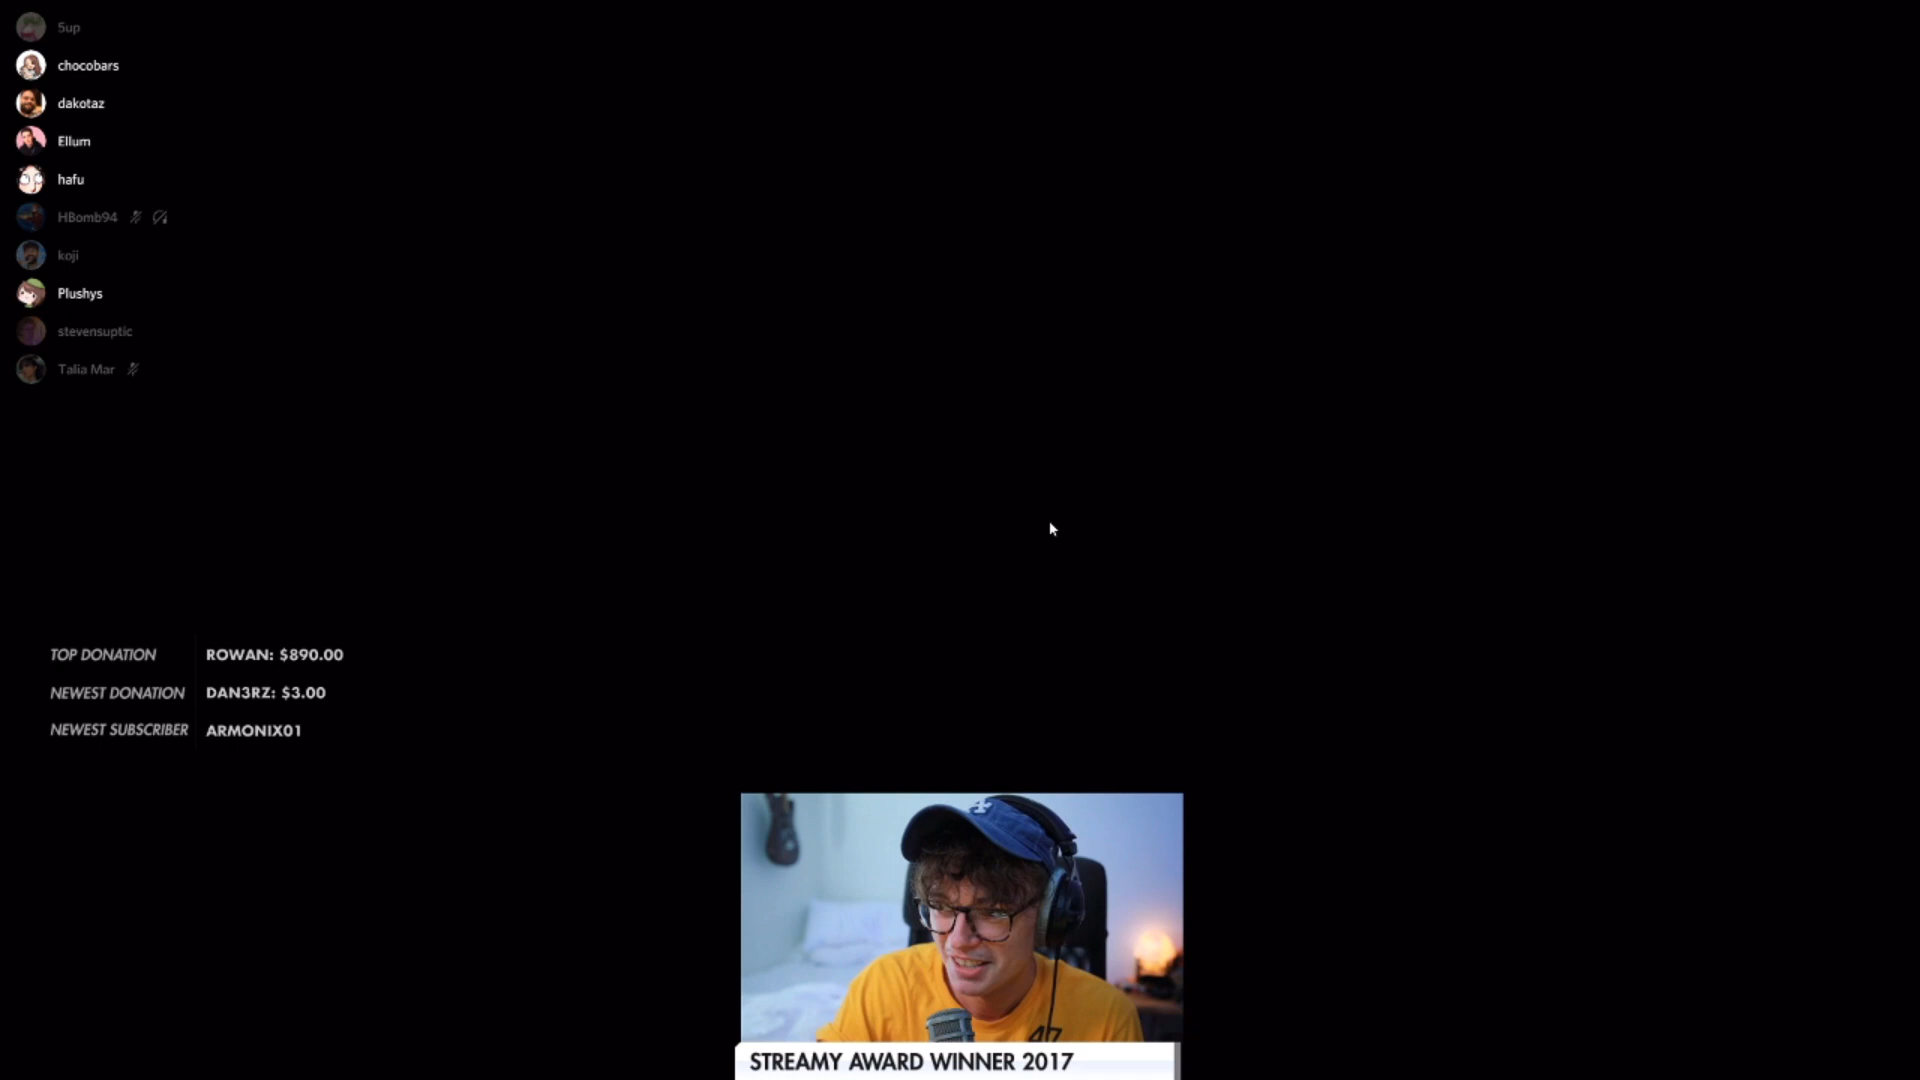 5up
chocobars
dakotaz
Ellum
hafu
HBomb94
koji
Plushys
stevensuptic
Talia Mar
TOP DONATION ROWAN: $890.00
NEWEST DONATION DAN3RZ: $3.00
NEWEST SUBSCRIBER ARMONIX01
47
STREAMY AWARD WINNER 2017